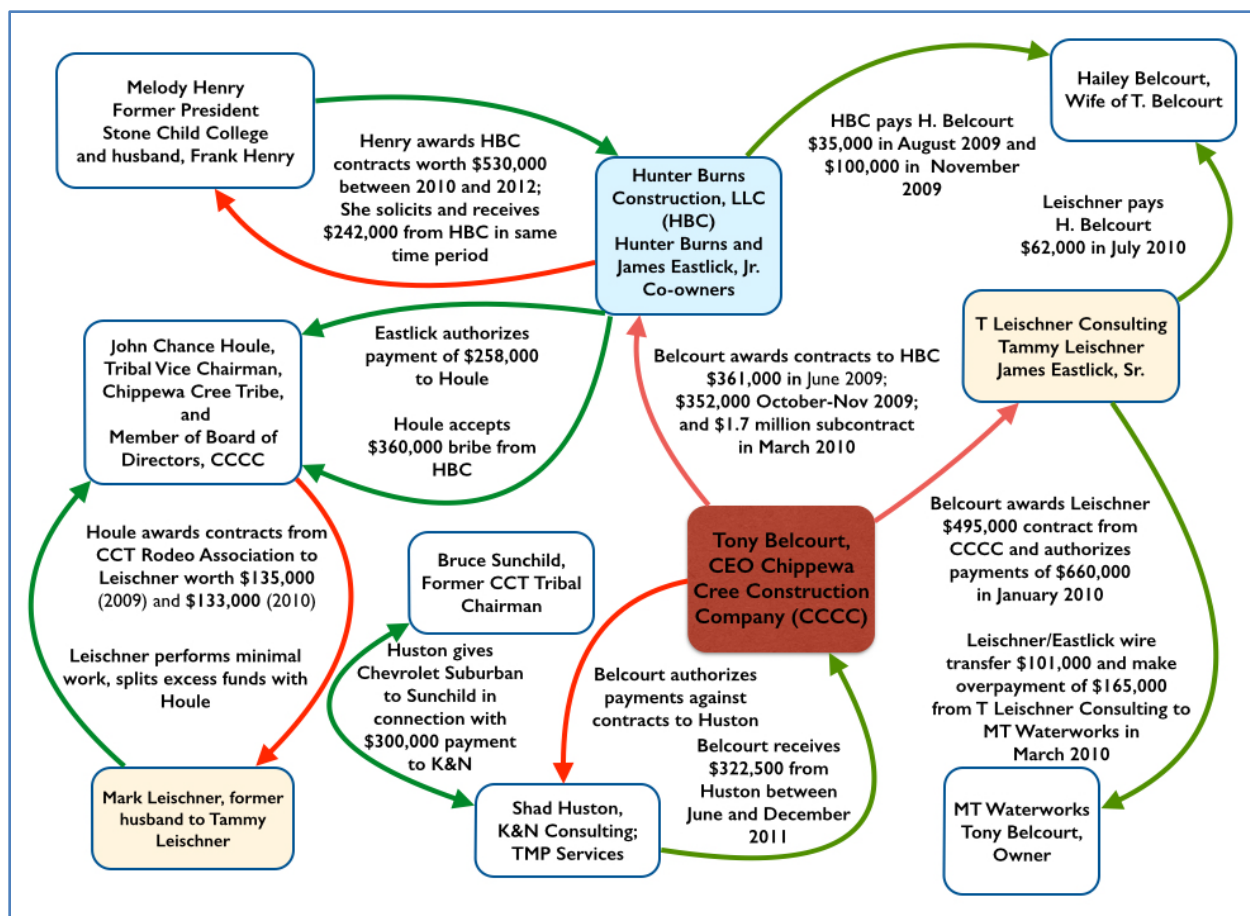 Melody Henry
Former President
Stone Child College
and husband, Frank Henry
Henry awards HBC
contracts worth $530,000
between 2010 and 2012;
She solicits and receives
$242,000 from HBC in same
time period
Hunter Burns
Construction, LLC
(HBC)
Hunter Burns and
James Eastlick, Jr.
Co-owners
HBC pays H. Belcourt
$35,000 in August 2009 and
$100,000 in November
2009
Hailey Belcourt,
Wife of T. Belcourt
Leischner pays
H. Belcourt
$62,000 in July 2010
T Leischner Consulting
Tammy Leischner
James Eastlick, Sr.
John Chance Houle,
Tribal Vice Chairman,
Chippewa Cree Tribe,
and
Member of Board of
Directors, CCCC
Eastlick authorizes
payment of $258,000
to Houle
Houle accepts
$360,000 bribe from
HBC
Belcourt awards contracts to HBC
$361,000 in June 2009;
$352,000 October-Nov 2009;
and $1.7 million subcontract
in March 2010
Houle awards contracts from
CCT Rodeo Association to
Leischner worth $135,000
(2009) and $133,000 (2010)
Leischner performs minimal
work, splits excess funds with
Houle
Bruce Sunchild,
Former CCT Tribal
Chairman
Tony Belcourt,
CEO Chippewa
Cree Construction
Company (CCCC)
Belcourt awards Leischner
$495,000 contract from
CCCC and authorizes
payments of $660,000
in January 2010
Leischner/Eastlick wire
transfer $101,000 and make
overpayment of $165,000
from T Leischner Consulting to
MT Waterworks in
March 2010
Huston gives
Chevrolet Suburban
to Sunchild in
connection with
$300,000 payment
to K&N
Belcourt authorizes
payments against
contracts to Huston
Belcourt receives
$322,500 from
Huston between
June and December
2011
Mark Leischner, former
husband to Tammy
Leischner
Shad Huston,
K&N Consulting;
TMP Services
MT Waterworks
Tony Belcourt,
Owner